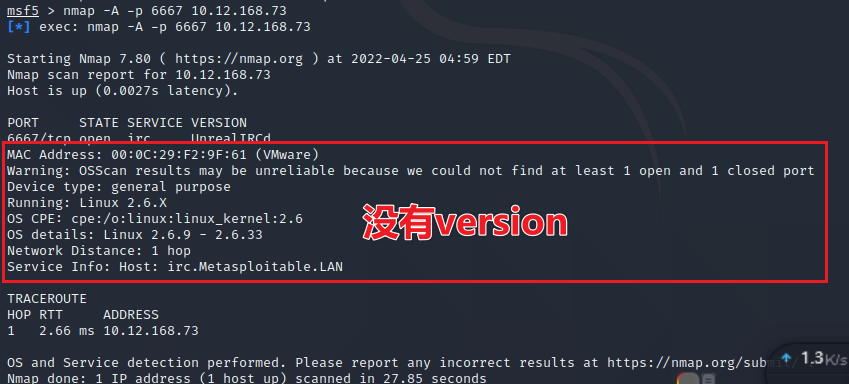 msf5 > nmap -A -p 6667 10.12.168.73
[*] exec: nmap -A -p 6667 10.12.168.73
Starting Nmap 7.80 ( https://nmap.org ) at 2022-04-25 04:59 EDT
Nmap scan report for 10.12.168.73
Host is up (0.0027s latency).
PORT     STATE SERVICE VERSION
6667/tcp open  irc     UnrealIRCd
MAC Address: 00:0C:29:F2:9F:61 (VMware)
Warning: OSScan results may be unreliable because we could not find at least 1 open and 1 closed port
Device type: general purpose
Running: Linux 2.6.X
OS CPE: cpe:/o:linux:linux_kernel:2.6
OS details: Linux 2.6.9 - 2.6.33
Network Distance: 1 hop
Service Info: Host: irc.Metasploitable.LAN
没有version
TRACEROUTE
HOP RTT     ADDRESS
1   2.66 ms 10.12.168.73
1.3K/s
OS and Service detection performed. Please report any incorrect results at https://nmap.org/submit/
Nmap done: 1 IP address (1 host up) scanned in 27.85 seconds